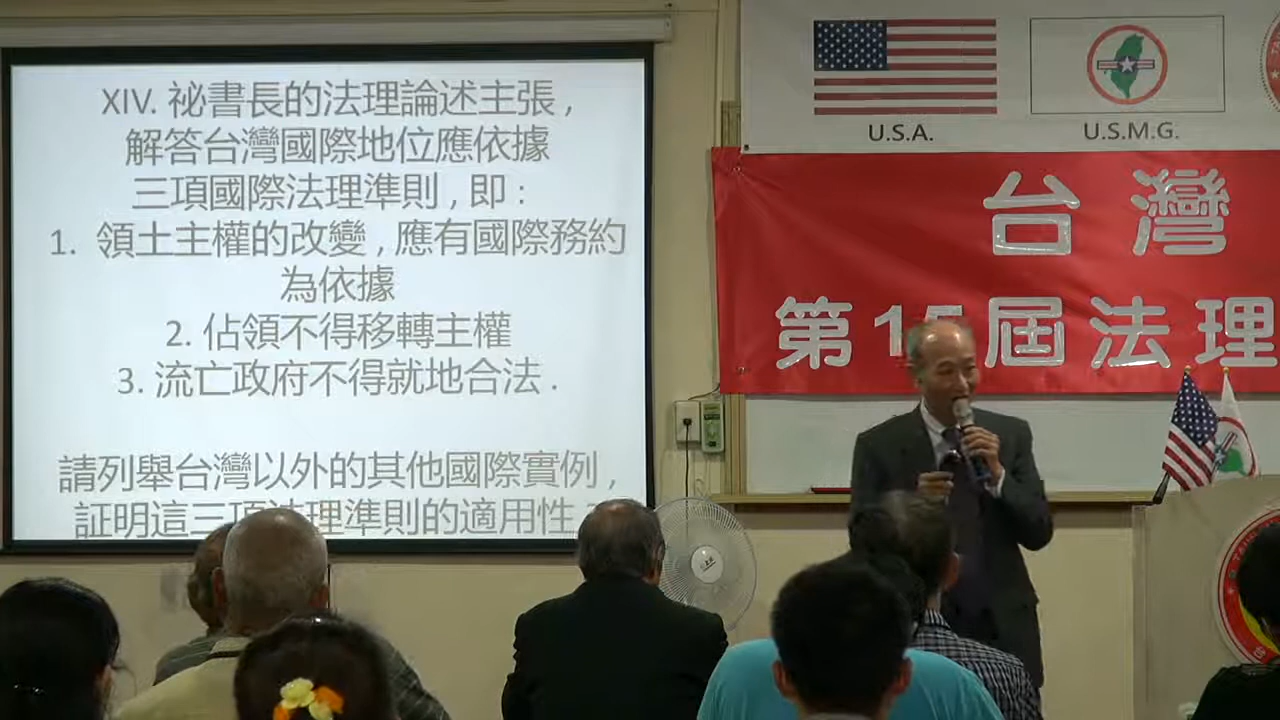 XIV. 祕書長的法理論述主張 ,
解答台灣國際地位應依據
三項國際法理準則 , 即 :
1. 領土主權的改變 , 應有國際務約
為依據
2. 佔領不得移轉主權
3. 流亡政府不得就地合法 .
請列舉台灣以外的其他國際實例 ,
証明這三項法理準則的適用性
U.S.A.
U.S.M.G.
台灣
第15屆法理